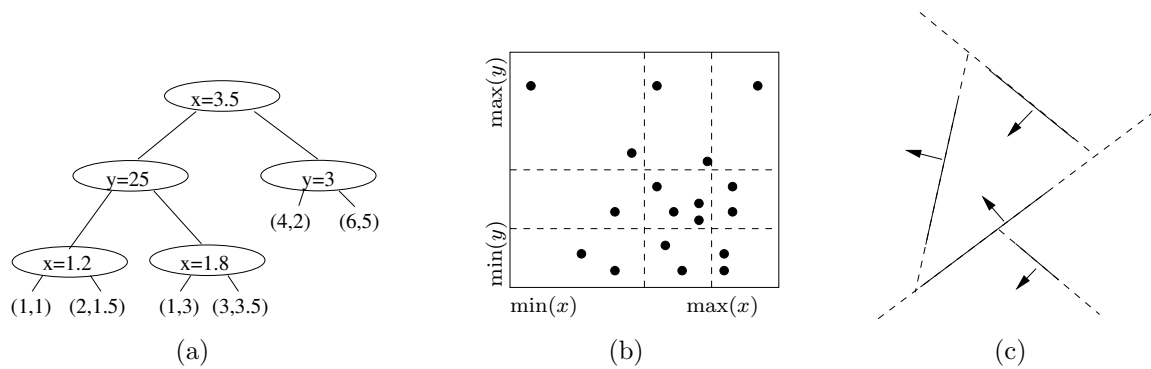 x=3.5
y=25
y=3
(4,2) (6,5)
x=1.2
x=1.8
(1,1) (2,1.5) (1,3) (3,3.5)
(a)
max(y)
min(y)
min(x) max(x)
(b)
(c)